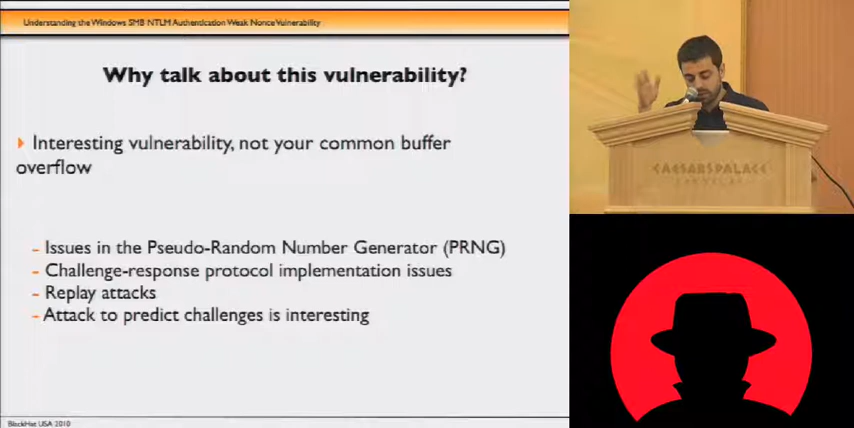 Understanding the Windows SMB NTLM Authentication Weak Nonce Vulnerability
Why talk about this vulnerability?
Interesting vulnerability, not your common buffer
overflow
- Issues in the Pseudo-Random Number Generator (PRNG)
- Challenge-response protocol implementation issues
- Replay attacks
- Attack to predict challenges is interesting
BlackHat USA 2010
CAESARS PALACE